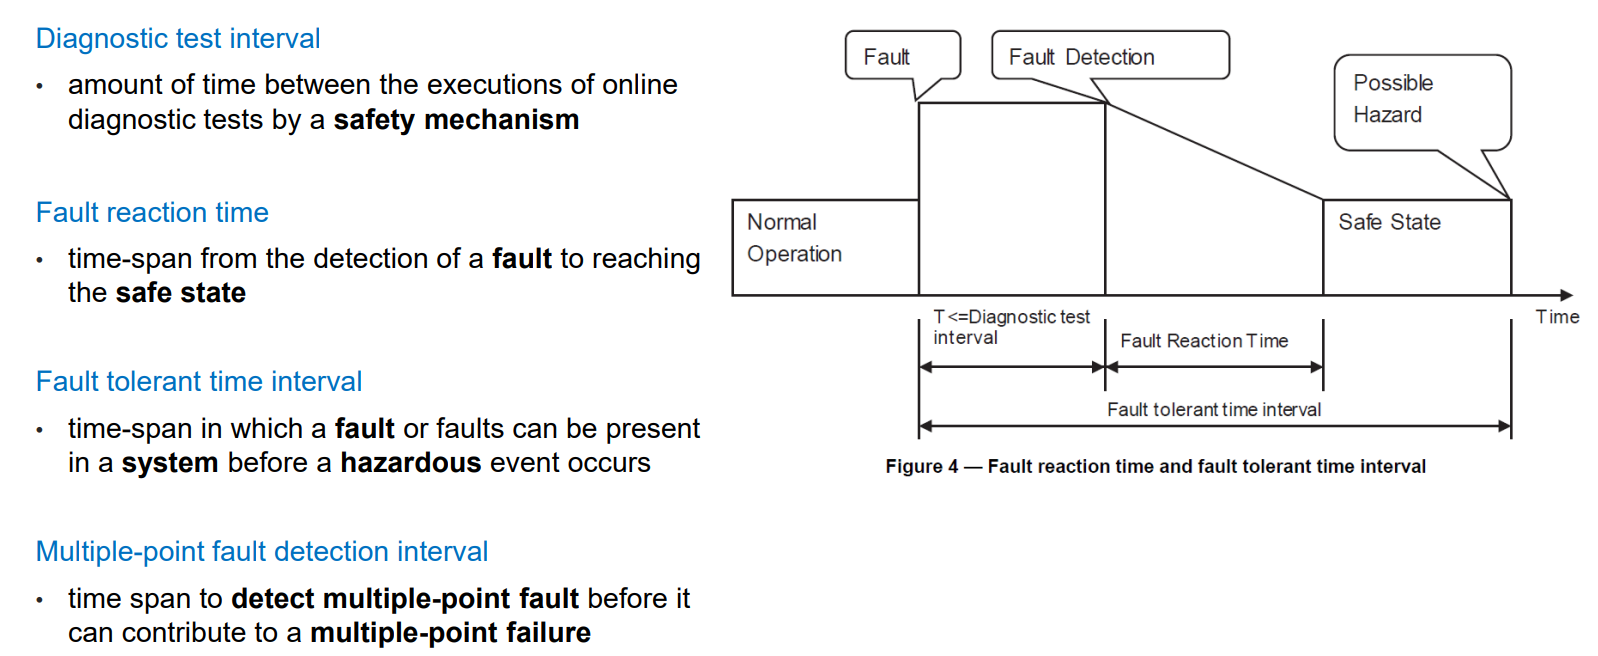 Diagnostic test interval
• amount of time between the executions of online
diagnostic tests by a safety mechanism
Fault reaction time
• time-span from the detection of a fault to reaching
the safe state
Fault tolerant time interval
• time-span in which a fault or faults can be present
in a system before a hazardous event occurs
Multiple-point fault detection interval
• time span to detect multiple-point fault before it
can contribute to a multiple-point failure
Fault
Fault Detection
Possible
Hazard
Normal
Operation
Safe State
Time
T<=Diagnostic test
interval
Fault Reaction Time
Fault tolerant time interval
Figure 4 — Fault reaction time and fault tolerant time interval